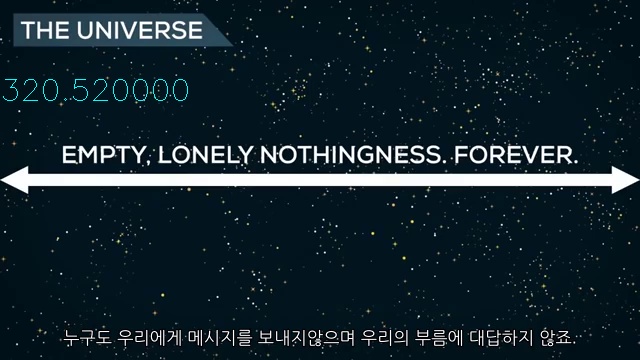 THE UNIVERSE
320.520000
EMPTY, LONELY NOTHINGNESS. FOREVER.
누구도 우리에게 메시지를 보내지않으며 우리의 부름에 대답하지 않죠.